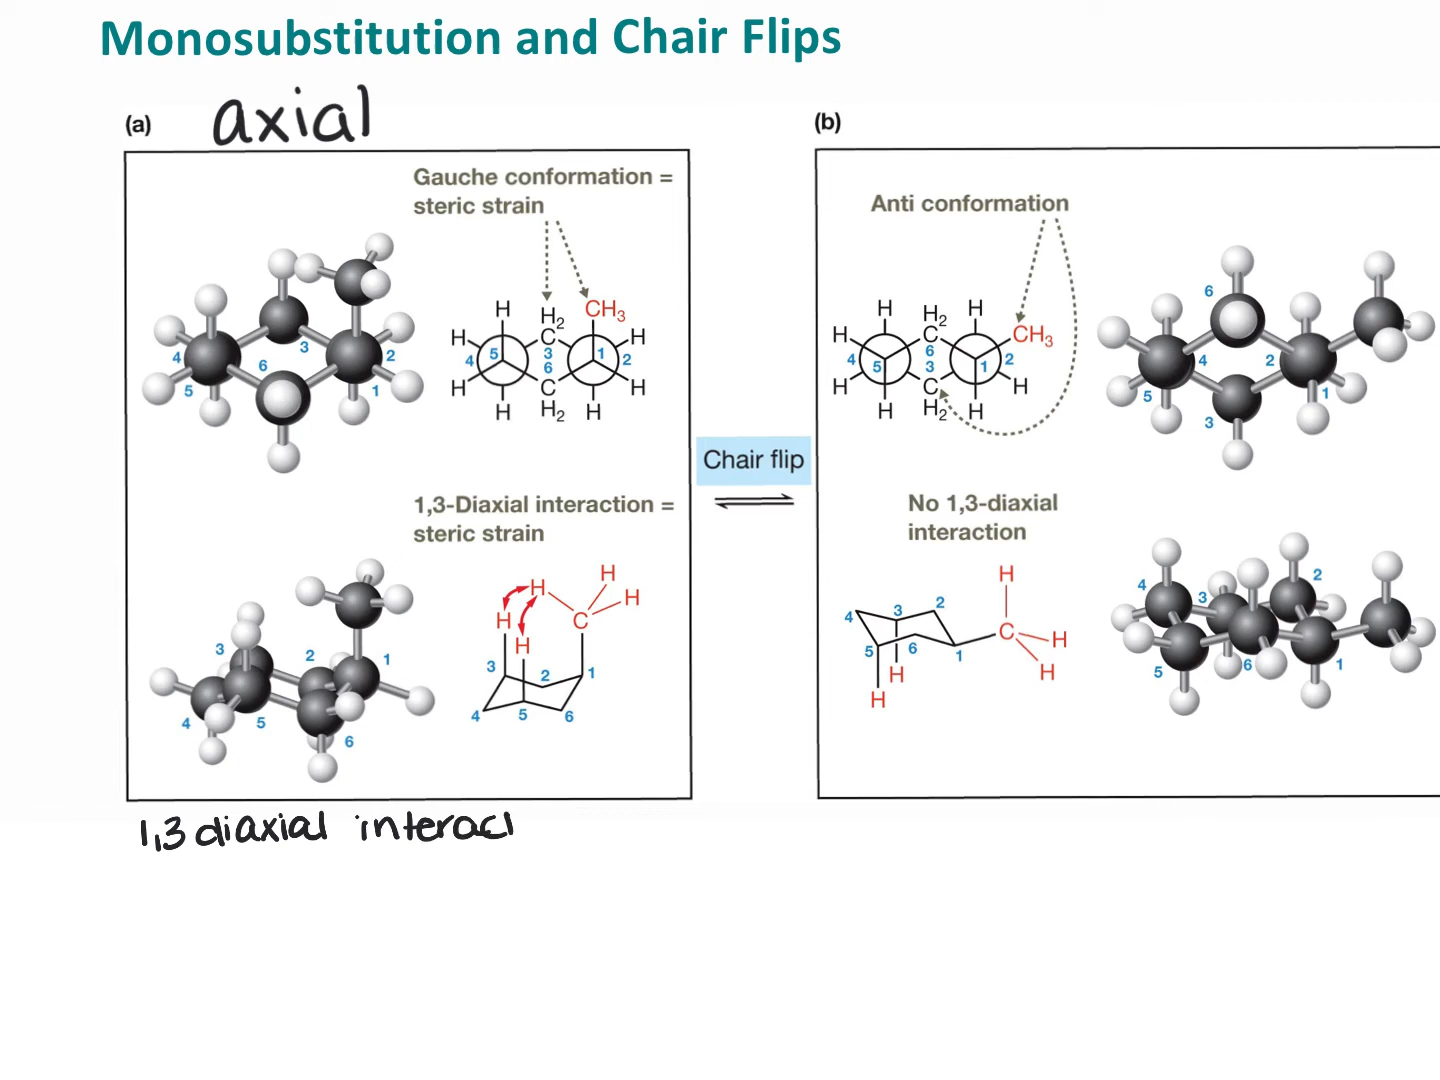 Monosubstitution and Chair Flips
(a) axial
Gauche conformation =
steric strain
H H₂ CH₃
H C H
5 3 1
4 6 2
H C H
H H₂ H
4 3 2
6
5 1
1,3-Diaxial interaction =
steric strain
H
H H
H C
H
3 2 1
4 5 6
3 2 1
4 5
6
1,3 diaxial interact
Chair flip
(b)
Anti conformation
H H₂ H
H C CH₃
4 6 2
5 3 1
H C H
H H₂ H
6
4 2
5 1
3
No 1,3-diaxial
interaction
H
4 3 2
C H
5 6 1
H H
H
4 3 2
5 6 1